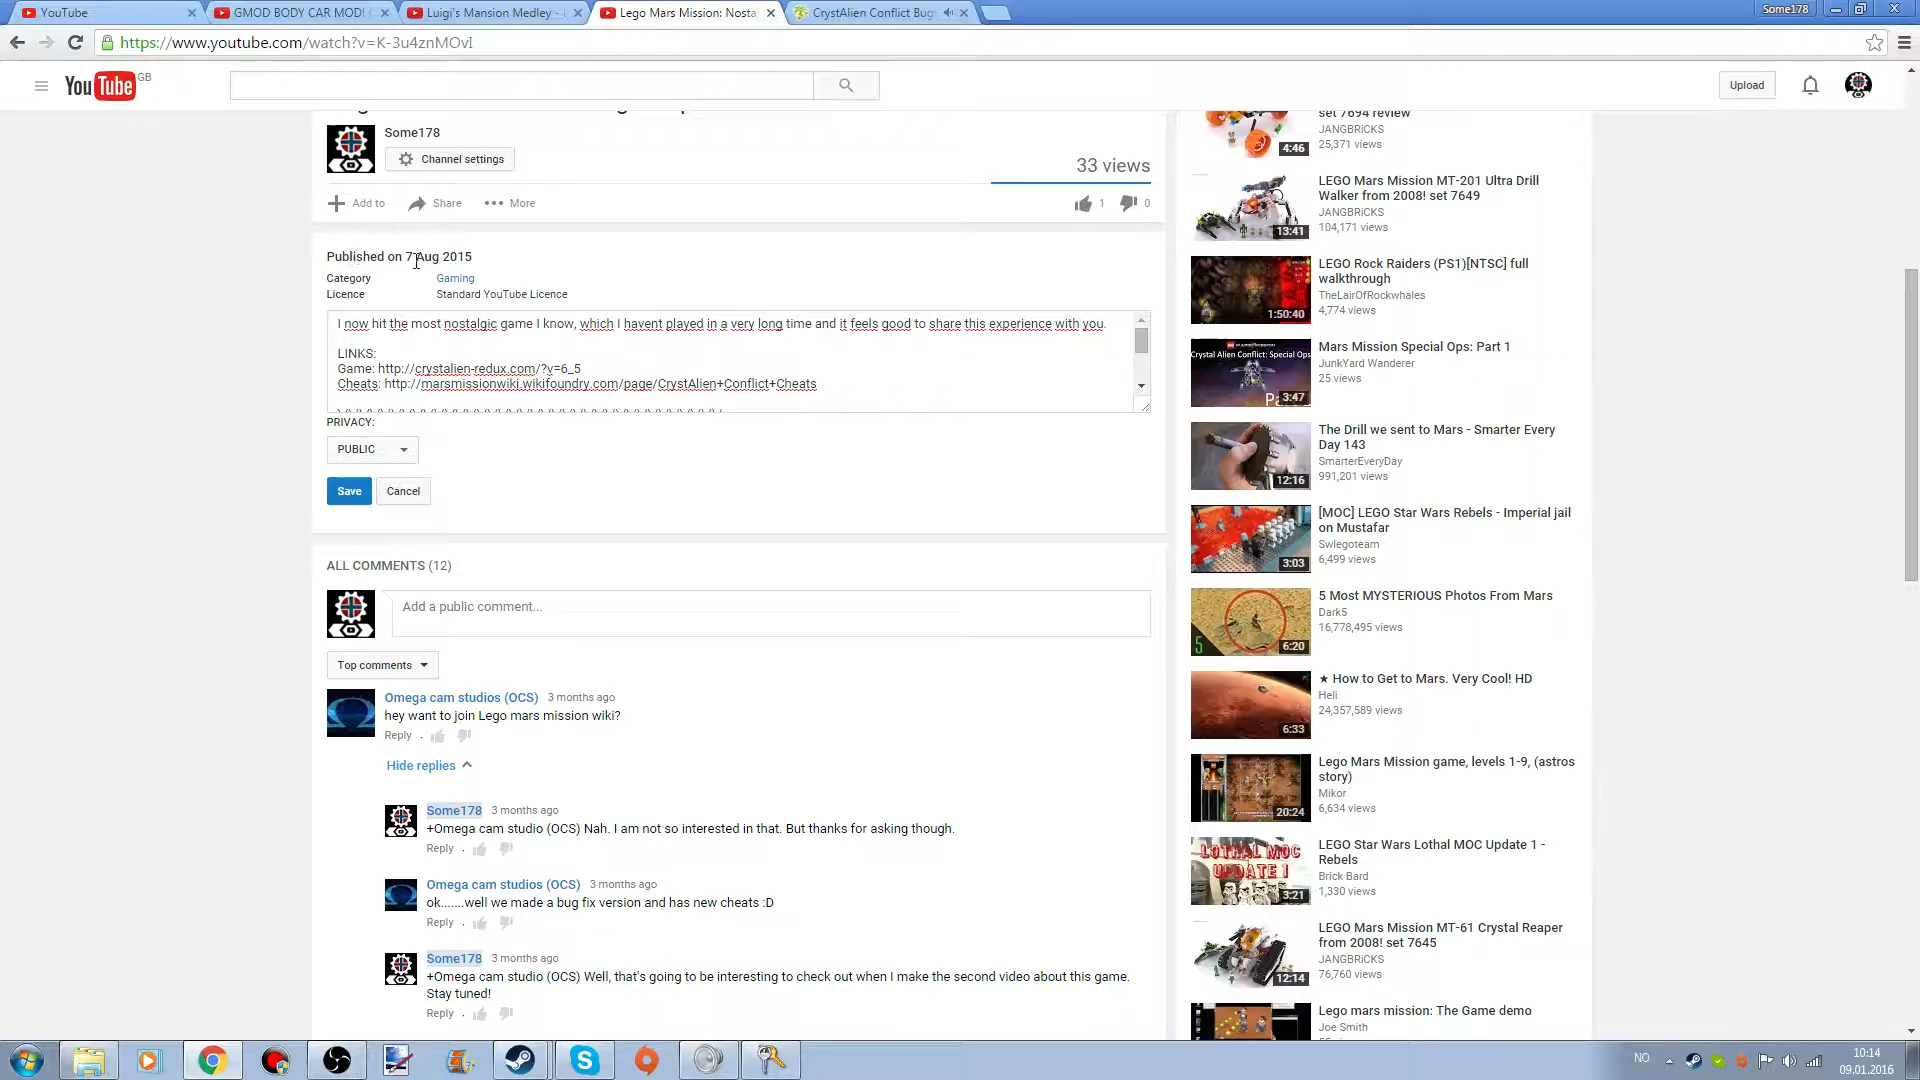 YouTube
GMOD BODY CAR MOD!
Luigi's Mansion Medley -
Lego Mars Mission: Nosta
CrystAlien Conflict Bug
Some178
https://www.youtube.com/watch?v=K-3u4znMOvI
YouTube GB
Upload
Some178
Channel settings
33 views
Add to
Share
More
1
0
Published on 7 Aug 2015
Category Gaming
Licence Standard YouTube Licence
I now hit the most nostalgic game I know, which I havent played in a very long time and it feels good to share this experience with you.
LINKS:
Game: http://crystalien-redux.com/?v=6_5
Cheats: http://marsmissionwiki.wikifoundry.com/page/CrystAlien+Conflict+Cheats
PRIVACY:
PUBLIC
Save
Cancel
ALL COMMENTS (12)
Add a public comment...
Top comments
Omega cam studios (OCS) 3 months ago
hey want to join Lego mars mission wiki?
Reply .
Hide replies
Some178 3 months ago
+Omega cam studio (OCS) Nah. I am not so interested in that. But thanks for asking though.
Reply .
Omega cam studios (OCS) 3 months ago
ok.......well we made a bug fix version and has new cheats :D
Reply .
Some178 3 months ago
+Omega cam studio (OCS) Well, that's going to be interesting to check out when I make the second video about this game.
Stay tuned!
Reply .
set 7694 review
JANGBRiCKS
25,371 views
4:46
LEGO Mars Mission MT-201 Ultra Drill
Walker from 2008! set 7649
JANGBRiCKS
104,171 views
13:41
LEGO Rock Raiders (PS1)[NTSC] full
walkthrough
TheLairOfRockwhales
4,774 views
1:50:40
Mars Mission Special Ops: Part 1
JunkYard Wanderer
25 views
Crystal Alien Conflict: Special Ops
Pa
3:47
The Drill we sent to Mars - Smarter Every
Day 143
SmarterEveryDay
991,201 views
12:16
[MOC] LEGO Star Wars Rebels - Imperial jail
on Mustafar
Swlegoteam
6,499 views
3:03
5 Most MYSTERIOUS Photos From Mars
Dark5
16,778,495 views
5
6:20
★ How to Get to Mars. Very Cool! HD
Heli
24,357,589 views
6:33
Lego Mars Mission game, levels 1-9, (astros
story)
Mikor
6,634 views
20:24
LEGO Star Wars Lothal MOC Update 1 -
Rebels
Brick Bard
1,330 views
LOTHAL MOC
UPDATE 1
3:21
LEGO Mars Mission MT-61 Crystal Reaper
from 2008! set 7645
JANGBRiCKS
76,760 views
12:14
Lego mars mission: The Game demo
Joe Smith
NO
10:14
09.01.2016